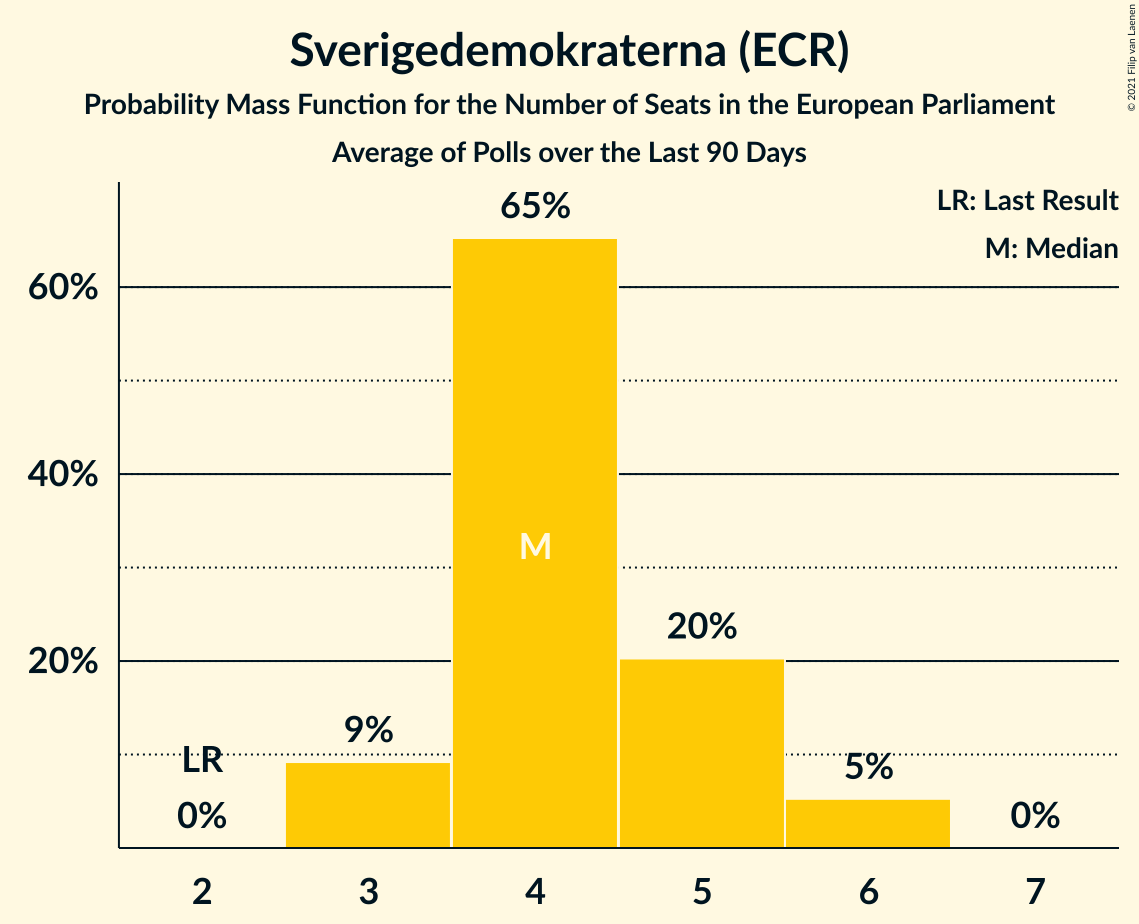 Sverigedemokraterna (ECR)
Probability Mass Function for the Number of Seats in the European Parliament
Average of Polls over the Last 90 Days
© 2021 Filip van Laenen
LR: Last Result
M: Median
65%
60%
40%
M
20%
20%
9%
LR
5%
0%
0%
2 3 4 5 6 7